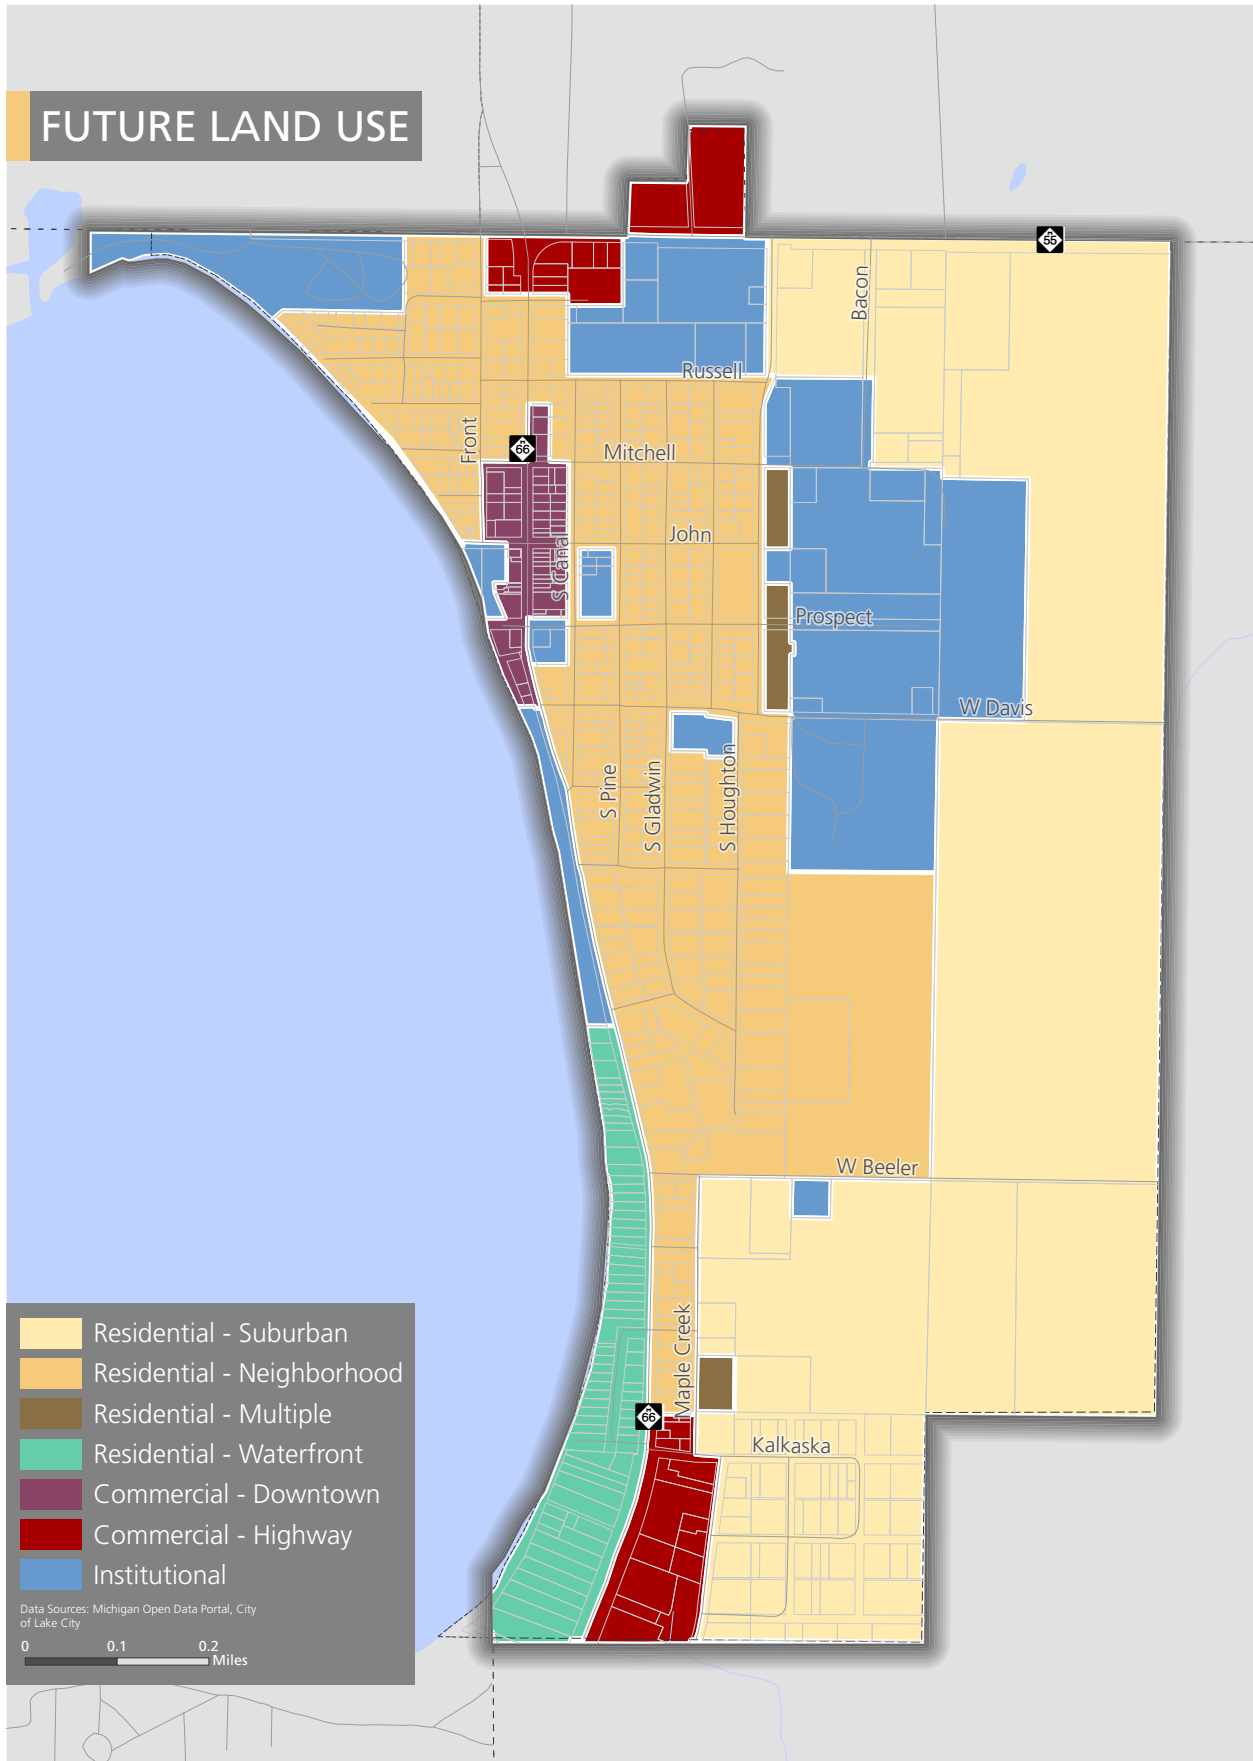 FUTURE LAND USE
55
Bacon
Russell
Front
66
Mitchell
John
S Canal
Prospect
W Davis
S Pine
S Gladwin
S Houghton
W Beeler
Maple Creek
66
Kalkaska
Residential - Suburban
Residential - Neighborhood
Residential - Multiple
Residential - Waterfront
Commercial - Downtown
Commercial - Highway
Institutional
Data Sources: Michigan Open Data Portal, City
of Lake City
0 0.1 0.2
Miles